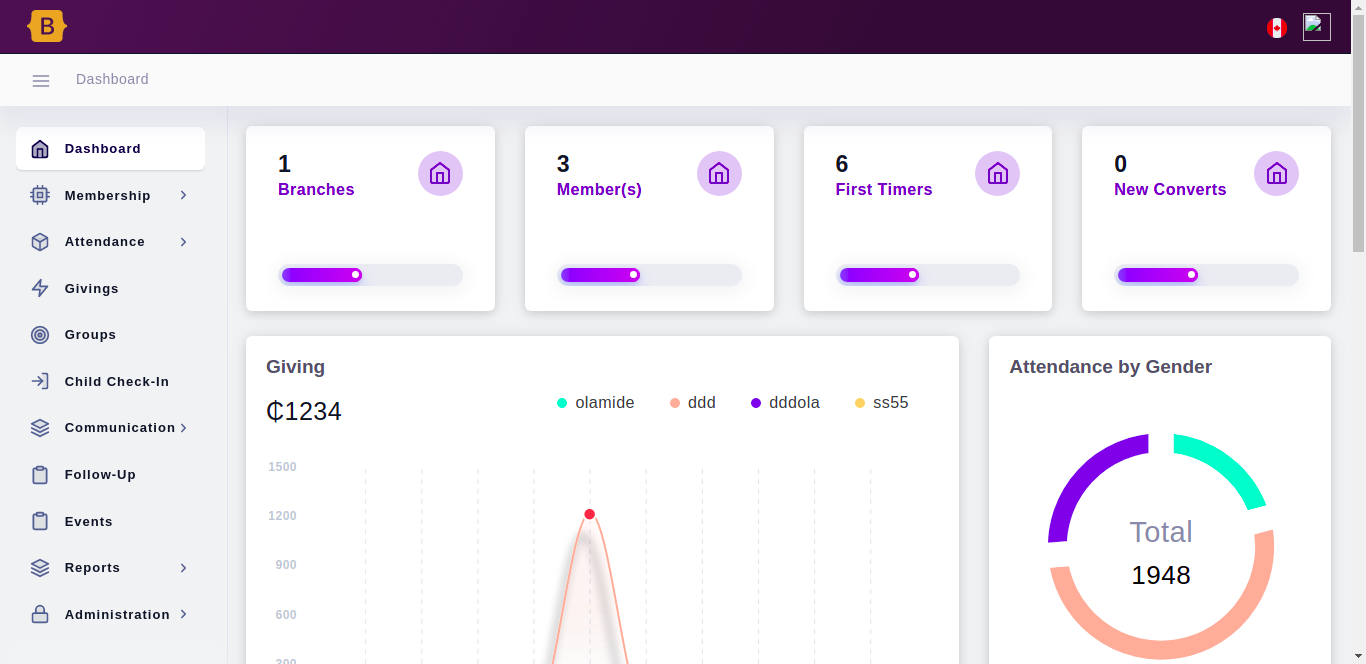 B
Dashboard
Dashboard
Membership
Attendance
Givings
Groups
Child Check-In
Communication
Follow-Up
Events
Reports
Administration
1
Branches
3
Member(s)
6
First Timers
0
New Converts
Giving
₵1234
olamide
ddd
dddola
ss55
1500
1200
900
600
300
Attendance by Gender
Total
1948